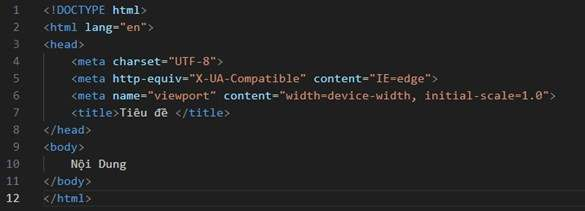 1 <!DOCTYPE html>
2 <html lang="en">
3 <head>
4 <meta charset="UTF-8">
5 <meta http-equiv="X-UA-Compatible" content="IE=edge">
6 <meta name="viewport" content="width=device-width, initial-scale=1.0">
7 <title>Tiêu đề </title>
8 </head>
9 <body>
10 Nội Dung
11 </body>
12 </html>